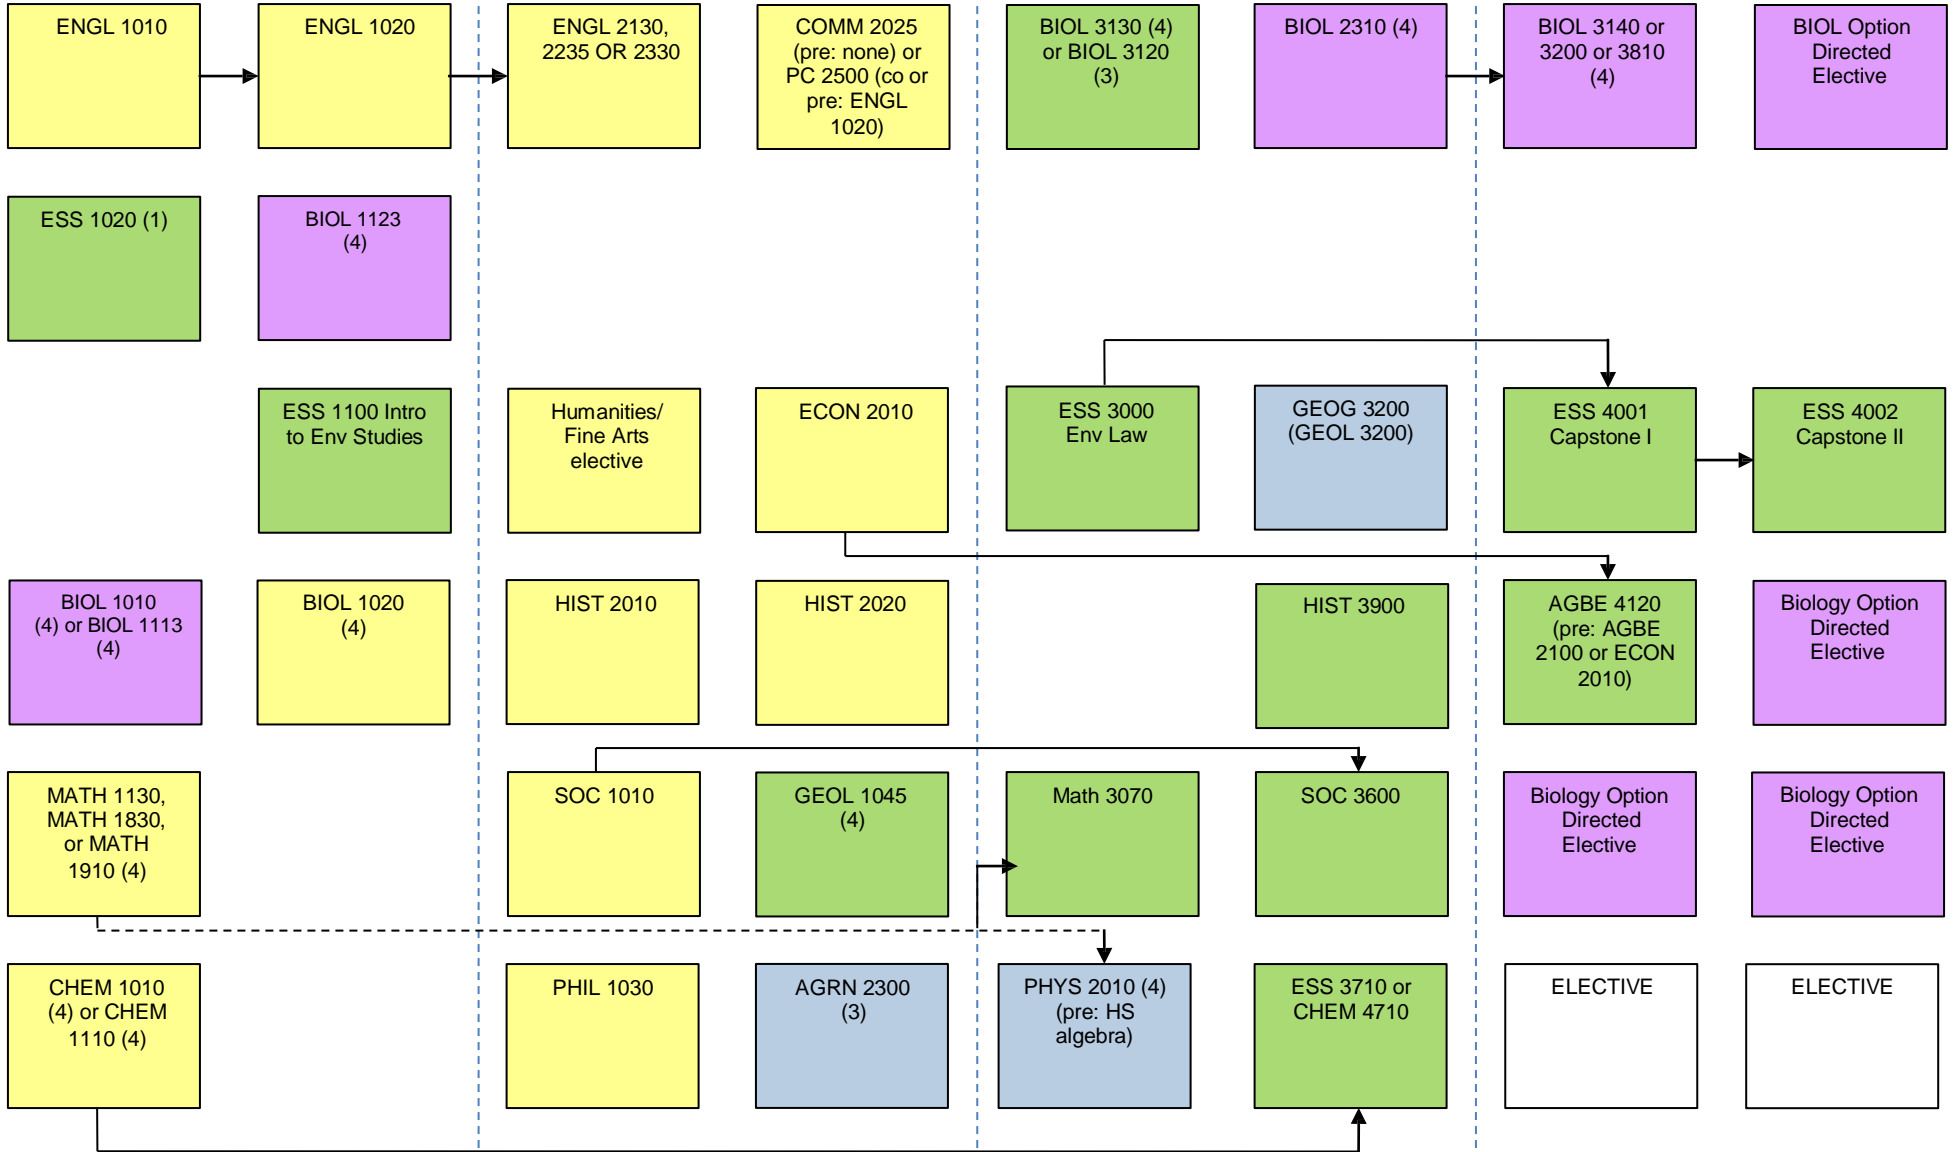 ENGL 1010
ENGL 1020
ENGL 2130,
2235 OR 2330
COMM 2025
(pre: none) or
PC 2500 (co or
pre: ENGL
1020)
BIOL 3130 (4)
or BIOL 3120
(3)
BIOL 2310 (4)
BIOL 3140 or
3200 or 3810
(4)
BIOL Option
Directed
Elective
ESS 1020 (1)
BIOL 1123
(4)
ESS 1100 Intro
to Env Studies
Humanities/
Fine Arts
elective
ECON 2010
ESS 3000
Env Law
GEOG 3200
(GEOL 3200)
ESS 4001
Capstone I
ESS 4002
Capstone II
BIOL 1010
(4) or BIOL 1113
(4)
BIOL 1020
(4)
HIST 2010
HIST 2020
HIST 3900
AGBE 4120
(pre: AGBE
2100 or ECON
2010)
Biology Option
Directed
Elective
MATH 1130,
MATH 1830,
or MATH
1910 (4)
SOC 1010
GEOL 1045
(4)
Math 3070
SOC 3600
Biology Option
Directed
Elective
Biology Option
Directed
Elective
CHEM 1010
(4) or CHEM
1110 (4)
PHIL 1030
AGRN 2300
(3)
PHYS 2010 (4)
(pre: HS
algebra)
ESS 3710 or
CHEM 4710
ELECTIVE
ELECTIVE